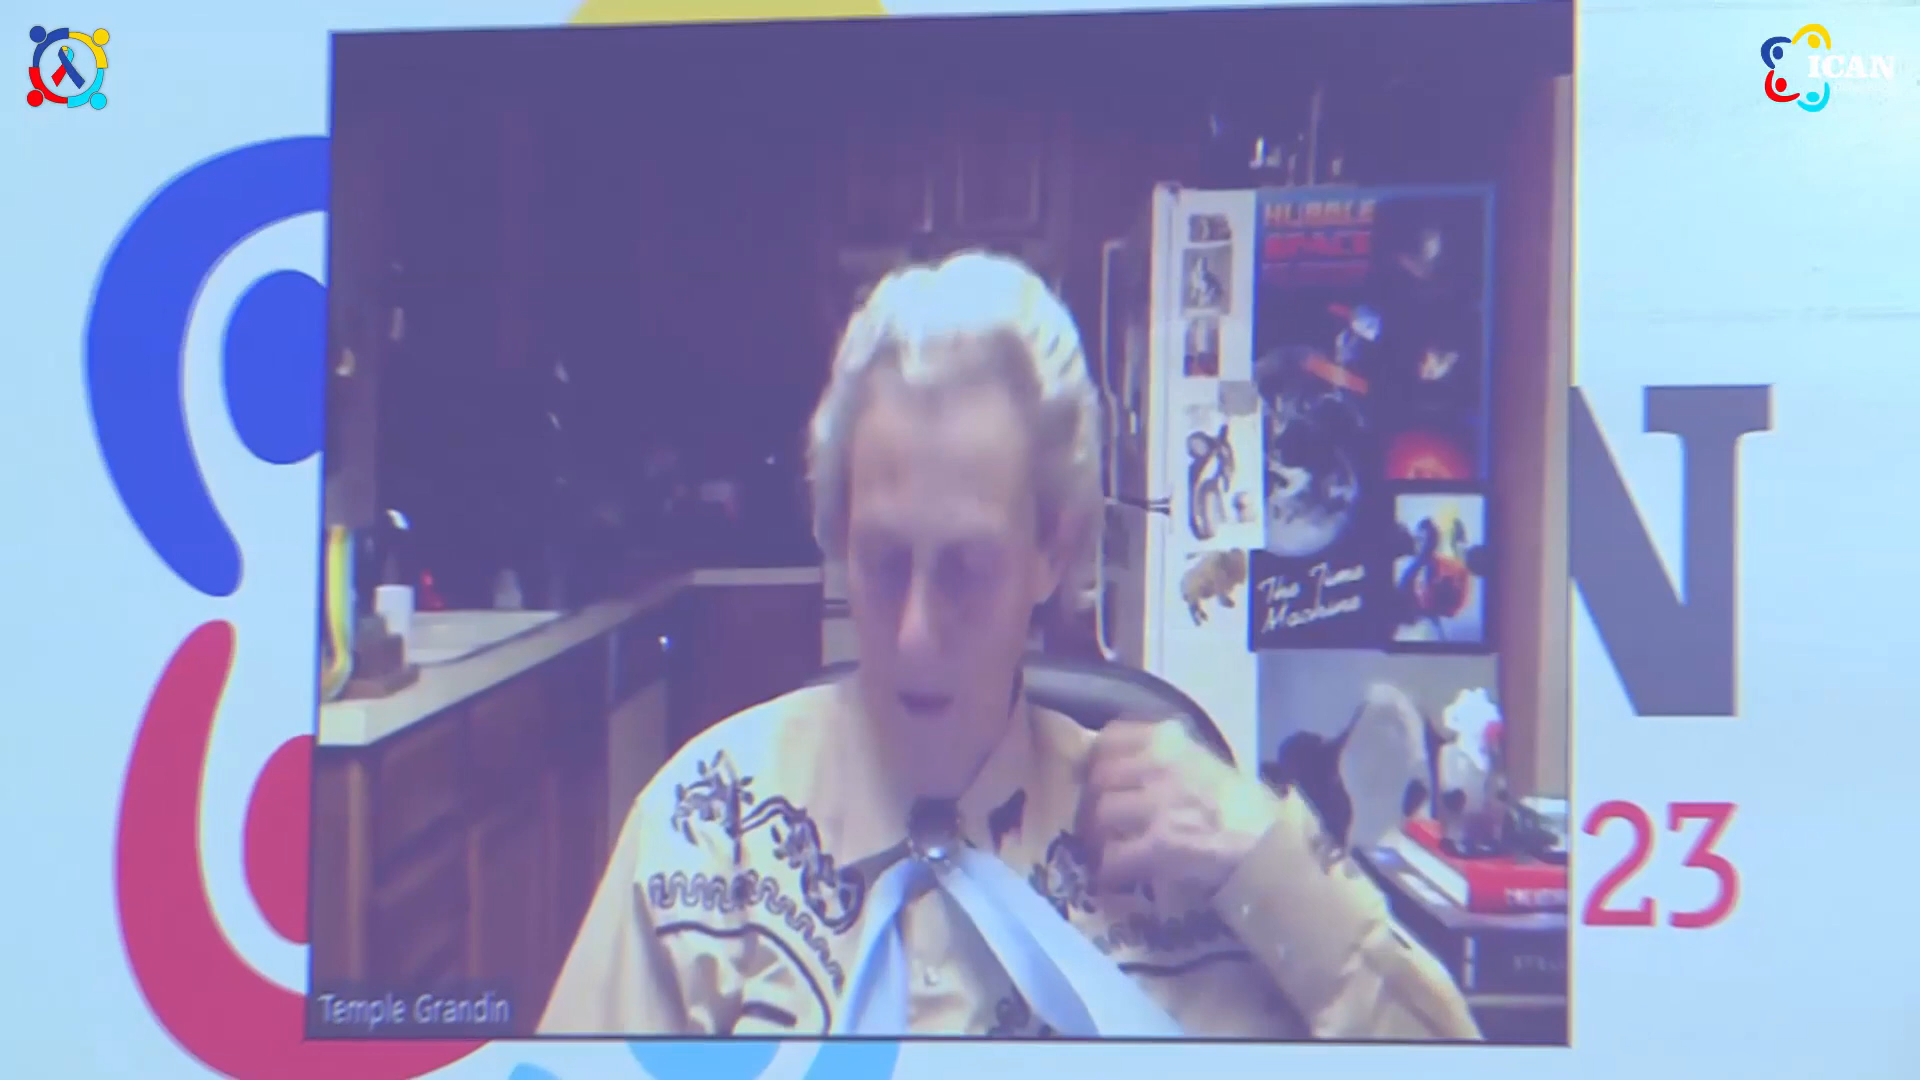 ICAN
HUBBLE
SPACE
The Time
Machine
N
23
Temple Grandin